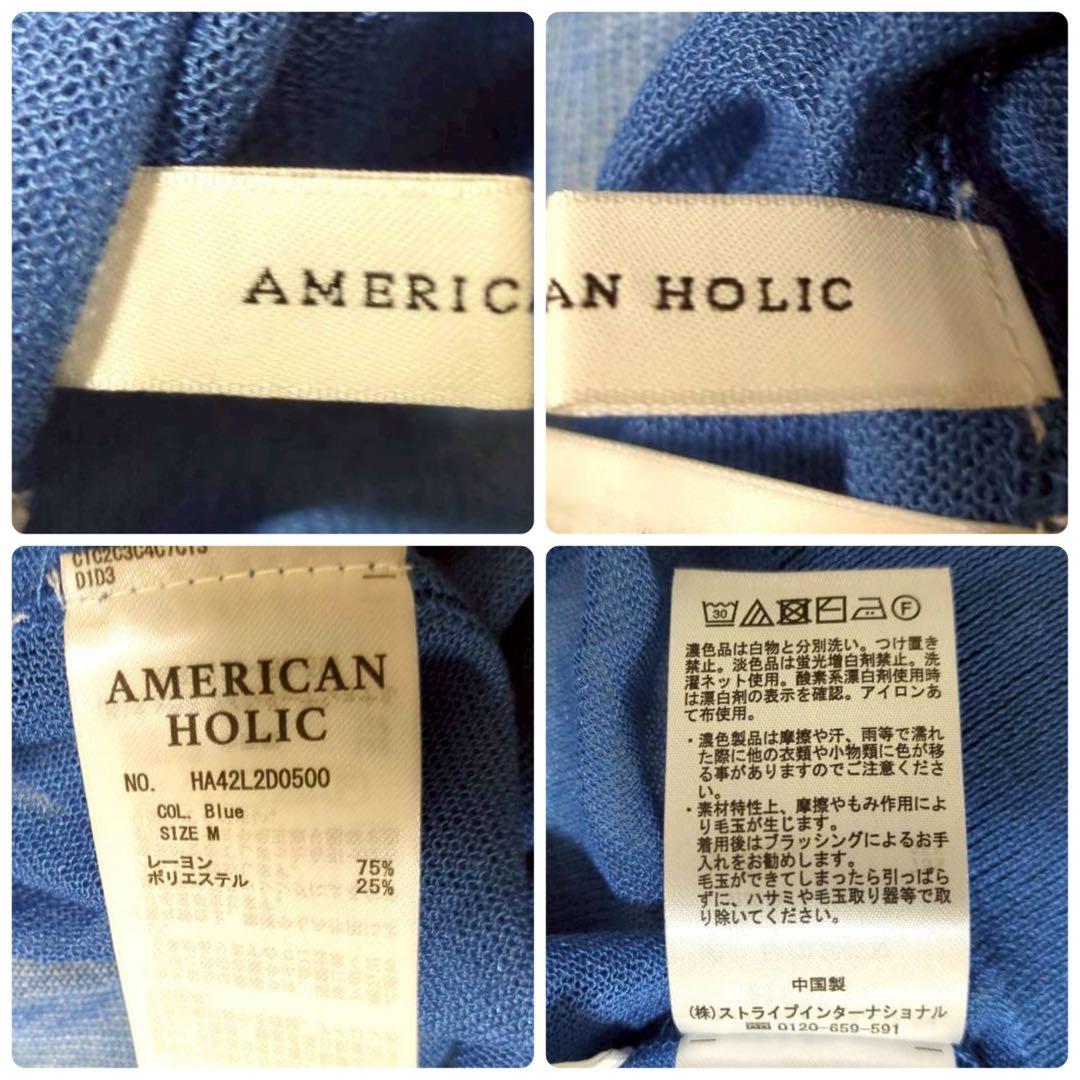 AMERICA
AN HOLIC
C1C2C3C4C7C13
D1D3
AMERICAN
HOLIC
NO. HA42L2D0500
COL. Blue
SIZE M
レーヨン 75%
ポリエステル 25%
30 F
濃色品は白物と分別洗い。つけ置き
禁止。淡色品は蛍光増白剤禁止。洗
濯ネット使用。酸素系漂白剤使用時
は漂白剤の表示を確認。アイロンあ
て布使用。
・濃色製品は摩擦や汗、雨等で濡れ
た際に他の衣類や小物類に色が移
る事がありますのでご注意くださ
い。
・素材特性上、摩擦やもみ作用によ
り毛玉が生じます。
着用後はブラッシングによるお手
入れをお勧めします。
毛玉ができてしまったら引っぱら
ずに、ハサミや毛玉取り器等で取
り除いてください。
中国製
(株)ストライプインターナショナル
0120-659-591